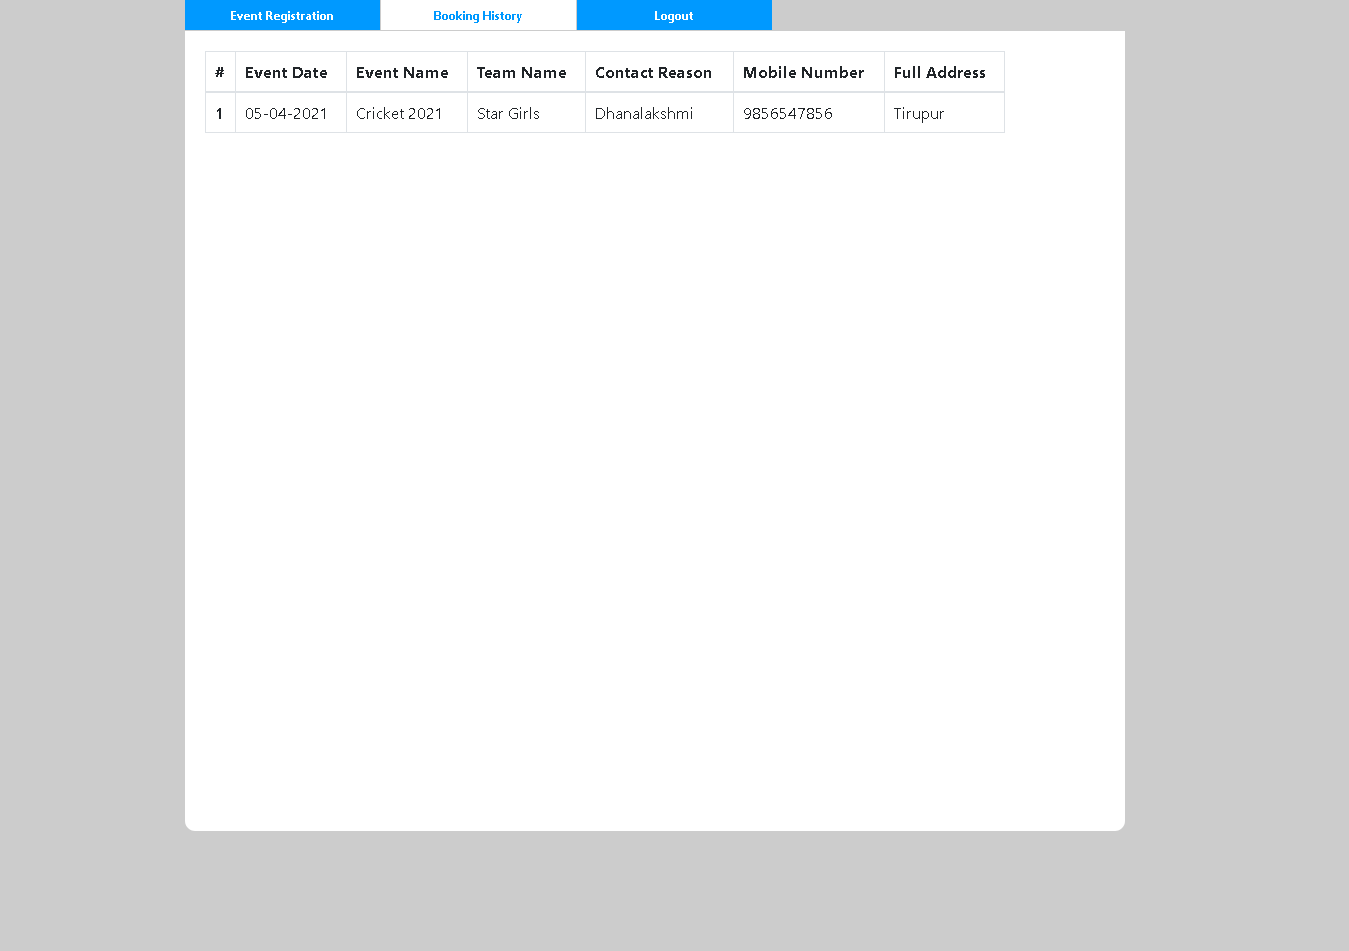 Event Registration Booking History Logout
# Event Date Event Name Team Name Contact Reason Mobile Number Full Address
1 05-04-2021 Cricket 2021 Star Girls Dhanalakshmi 9856547856 Tirupur